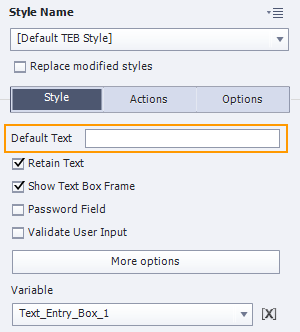 Style Name
[Default TEB Style]
Replace modified styles
Style Actions Options
Default Text
Retain Text
Show Text Box Frame
Password Field
Validate User Input
More options
Variable
Text_Entry_Box_1 [X]